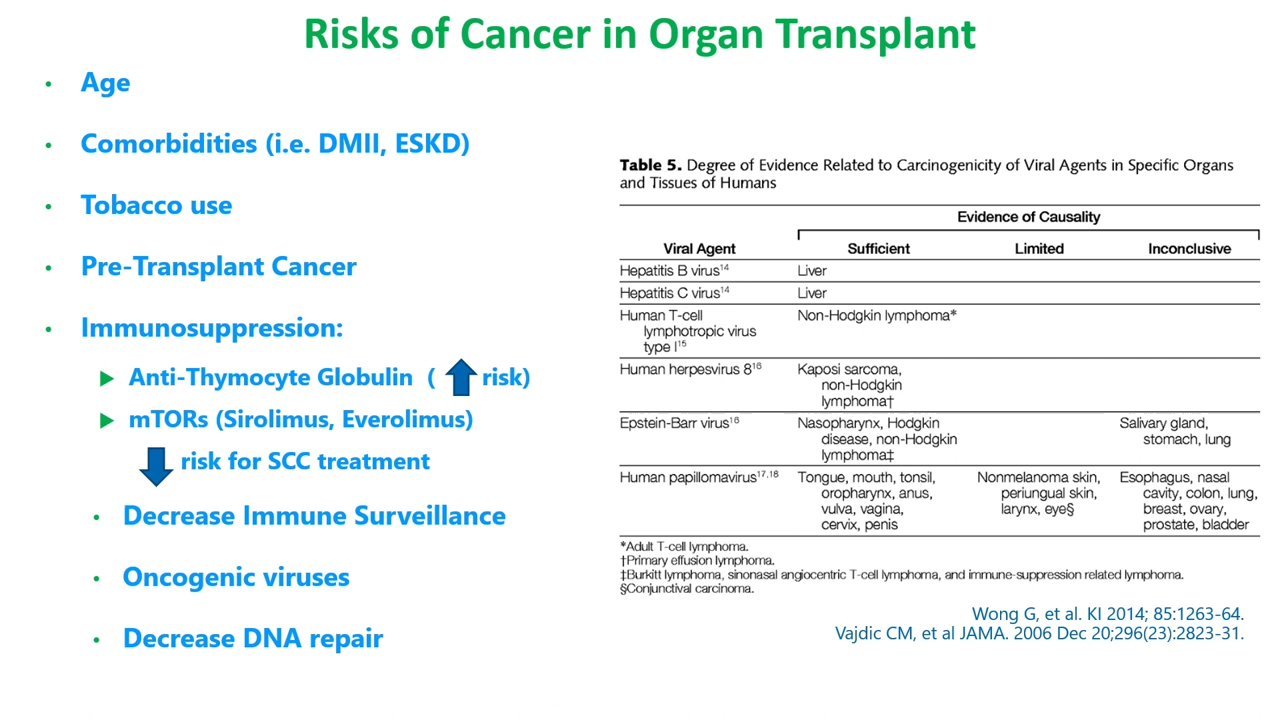 Risks of Cancer in Organ Transplant
• Age
• Comorbidities (i.e. DMII, ESKD)
• Tobacco use
• Pre-Transplant Cancer
• Immunosuppression:
Anti-Thymocyte Globulin ( risk)
mTORs (Sirolimus, Everolimus)
risk for SCC treatment
• Decrease Immune Surveillance
• Oncogenic viruses
• Decrease DNA repair
Table 5. Degree of Evidence Related to Carcinogenicity of Viral Agents in Specific Organs
and Tissues of Humans
Evidence of Causality
Viral Agent Sufficient Limited Inconclusive
Hepatitis B virus14 Liver
Hepatitis C virus14 Liver
Human T-cell Non-Hodgkin lymphoma*
lymphotropic virus
type I15
Human herpesvirus 816 Kaposi sarcoma,
non-Hodgkin
lymphoma†
Epstein-Barr virus16 Nasopharynx, Hodgkin Salivary gland,
disease, non-Hodgkin stomach, lung
lymphoma‡
Human papillomavirus17,18 Tongue, mouth, tonsil, Nonmelanoma skin, Esophagus, nasal
oropharynx, anus, periungual skin, cavity, colon, lung,
vulva, vagina, larynx, eye§ breast, ovary,
cervix, penis prostate, bladder
*Adult T-cell lymphoma.
†Primary effusion lymphoma.
‡Burkitt lymphoma, sinonasal angiocentric T-cell lymphoma, and immune-suppression related lymphoma.
§Conjunctival carcinoma.
Wong G, et al. KI 2014; 85:1263-64.
Vajdic CM, et al JAMA. 2006 Dec 20;296(23):2823-31.